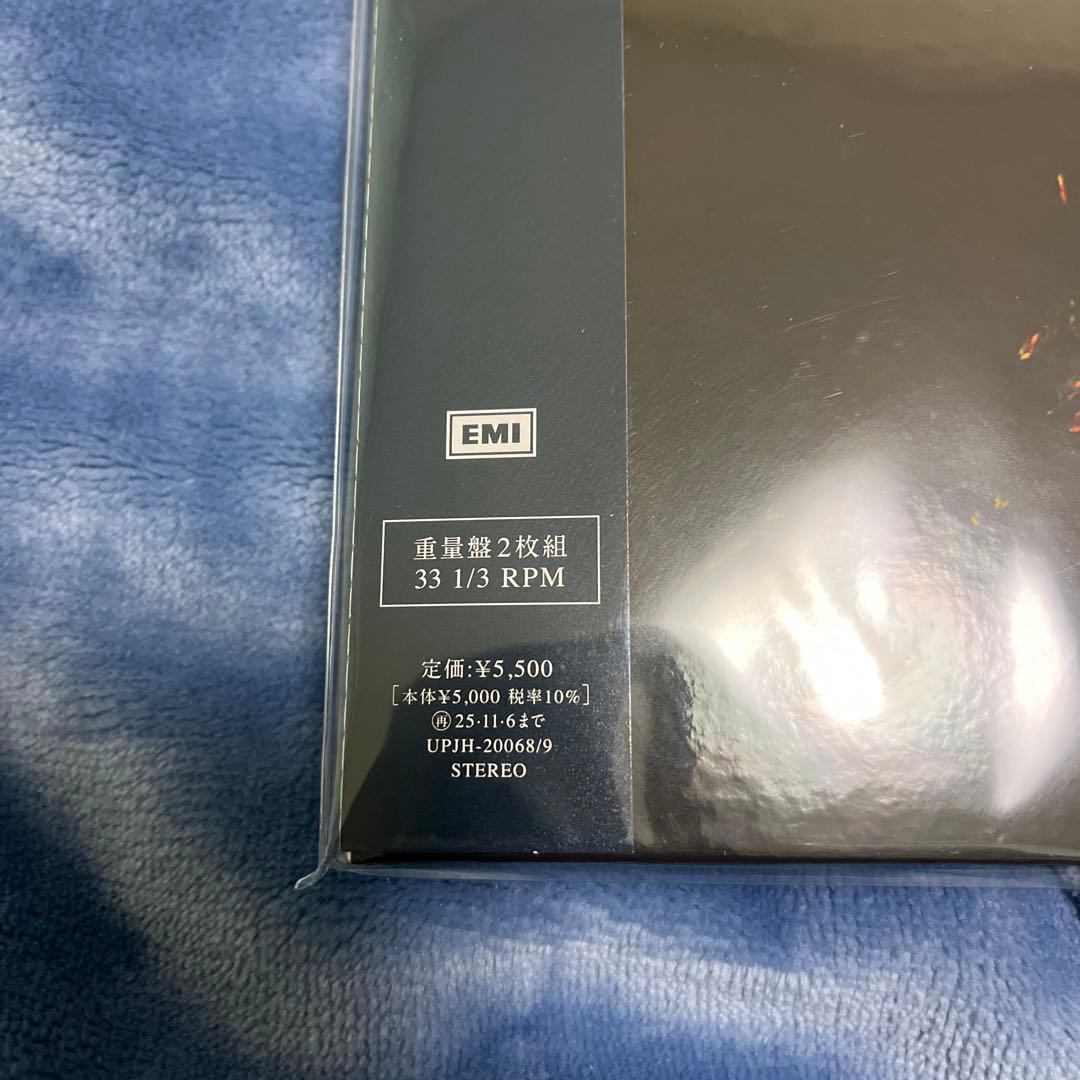 EMI
重量盤2枚組
33 1/3 RPM
定価:¥5,500
[本体¥5,000 税率10%]
㊢25·11·6まで
UPJH-20068/9
STEREO